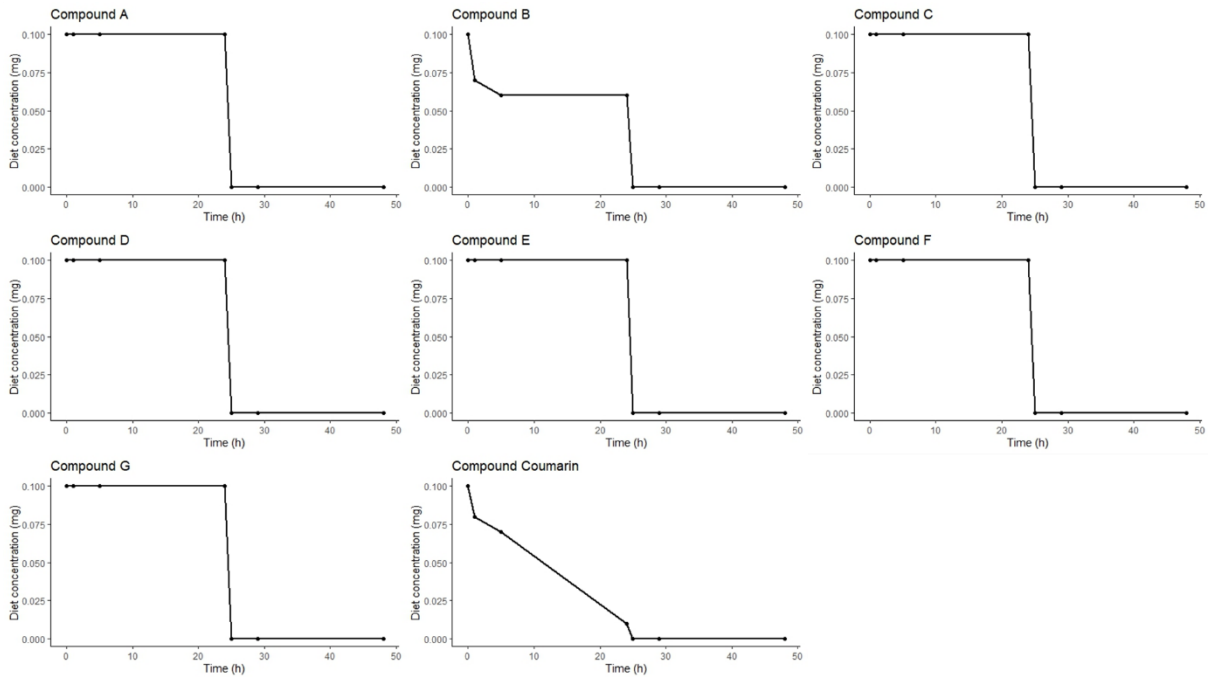 Compound A
Diet concentration (mg)
0.100
0.075
0.050
0.025
0.000
0 10 20 30 40 50
Time (h)
Compound B
Diet concentration (mg)
0.100
0.075
0.050
0.025
0.000
0 10 20 30 40 50
Time (h)
Compound C
Diet concentration (mg)
0.100
0.075
0.050
0.025
0.000
0 10 20 30 40 50
Time (h)
Compound D
Diet concentration (mg)
0.100
0.075
0.050
0.025
0.000
0 10 20 30 40 50
Time (h)
Compound E
Diet concentration (mg)
0.100
0.075
0.050
0.025
0.000
0 10 20 30 40 50
Time (h)
Compound F
Diet concentration (mg)
0.100
0.075
0.050
0.025
0.000
0 10 20 30 40 50
Time (h)
Compound G
Diet concentration (mg)
0.100
0.075
0.050
0.025
0.000
0 10 20 30 40 50
Time (h)
Compound Coumarin
Diet concentration (mg)
0.100
0.075
0.050
0.025
0.000
0 10 20 30 40 50
Time (h)